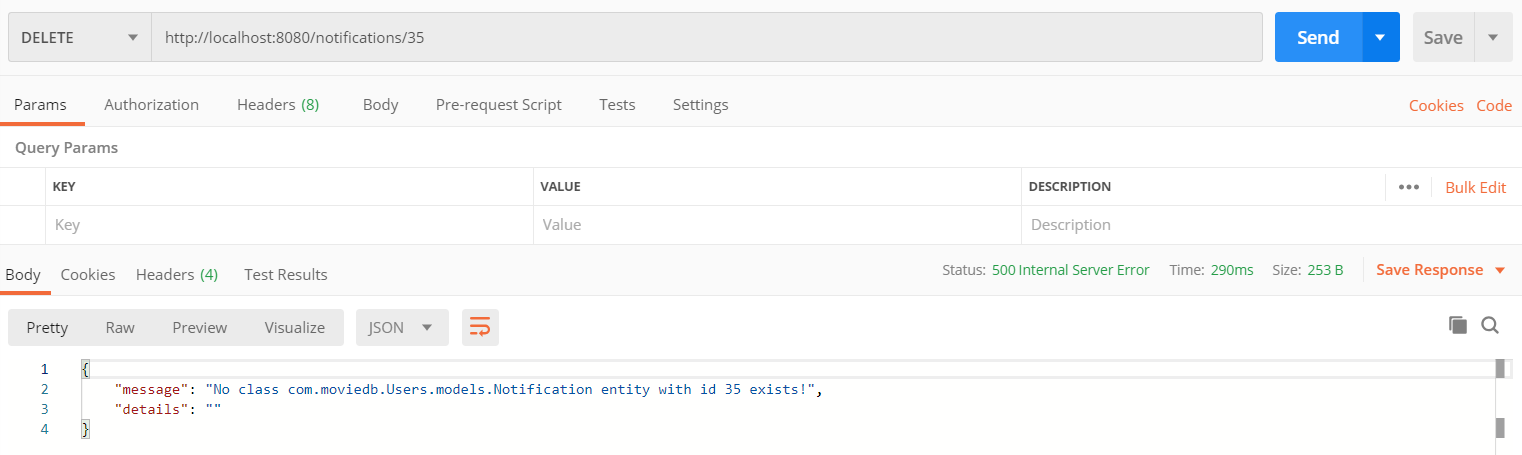 DELETE http://localhost:8080/notifications/35 Send Save
Params Authorization Headers (8) Body Pre-request Script Tests Settings Cookies Code
Query Params
KEY VALUE DESCRIPTION ••• Bulk Edit
Key Value Description
Body Cookies Headers (4) Test Results Status: 500 Internal Server Error Time: 290ms Size: 253 B Save Response
Pretty Raw Preview Visualize JSON
1 {
2 "message": "No class com.moviedb.Users.models.Notification entity with id 35 exists!",
3 "details": ""
4 }